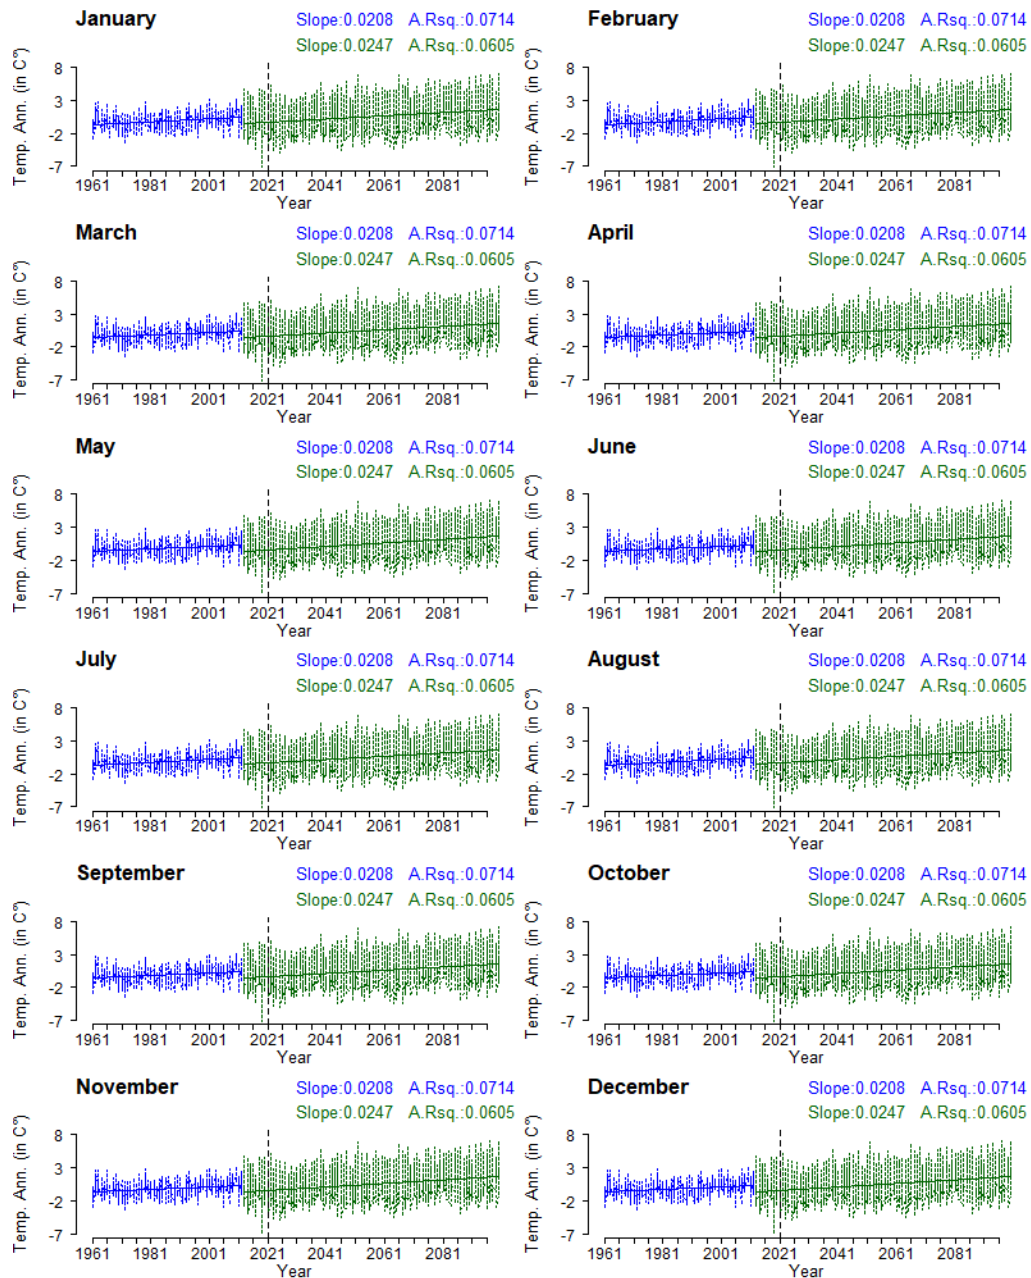 January Slope:0.0208 A.Rsq:0.0714
Slope:0.0247 A.Rsq:0.0605
Temp. Ann. (in C°)
8
3
-2
-7
1961 1981 2001 2021 2041 2061 2081
Year
February Slope:0.0208 A.Rsq:0.0714
Slope:0.0247 A.Rsq:0.0605
Temp. Ann. (in C°)
8
3
-2
-7
1961 1981 2001 2021 2041 2061 2081
Year
March Slope:0.0208 A.Rsq.:0.0714
Slope:0.0247 A.Rsq.:0.0605
Temp. Ann. (in C°)
8
3
-2
-7
1961 1981 2001 2021 2041 2061 2081
Year
April Slope:0.0208 A.Rsq.:0.0714
Slope:0.0247 A.Rsq.:0.0605
Temp. Ann. (in C°)
8
3
-2
-7
1961 1981 2001 2021 2041 2061 2081
Year
May Slope:0.0208 A.Rsq.:0.0714
Slope:0.0247 A.Rsq.:0.0605
Temp. Ann. (in C°)
8
3
-2
-7
1961 1981 2001 2021 2041 2061 2081
Year
June Slope:0.0208 A.Rsq.:0.0714
Slope:0.0247 A.Rsq.:0.0605
Temp. Ann. (in C°)
8
3
-2
-7
1961 1981 2001 2021 2041 2061 2081
Year
July Slope:0.0208 A.Rsq.:0.0714
Slope:0.0247 A.Rsq.:0.0605
Temp. Ann. (in C°)
8
3
-2
-7
1961 1981 2001 2021 2041 2061 2081
Year
August Slope:0.0208 A.Rsq.:0.0714
Slope:0.0247 A.Rsq.:0.0605
Temp. Ann. (in C°)
8
3
-2
-7
1961 1981 2001 2021 2041 2061 2081
Year
September Slope:0.0208 A.Rsq.:0.0714
Slope:0.0247 A.Rsq.:0.0605
Temp. Ann. (in C°)
8
3
-2
-7
1961 1981 2001 2021 2041 2061 2081
Year
October Slope:0.0208 A.Rsq.:0.0714
Slope:0.0247 A.Rsq.:0.0605
Temp. Ann. (in C°)
8
3
-2
-7
1961 1981 2001 2021 2041 2061 2081
Year
November Slope:0.0208 A.Rsq.:0.0714
Slope:0.0247 A.Rsq.:0.0605
Temp. Ann. (in C°)
8
3
-2
-7
1961 1981 2001 2021 2041 2061 2081
Year
December Slope:0.0208 A.Rsq.:0.0714
Slope:0.0247 A.Rsq.:0.0605
Temp. Ann. (in C°)
8
3
-2
-7
1961 1981 2001 2021 2041 2061 2081
Year